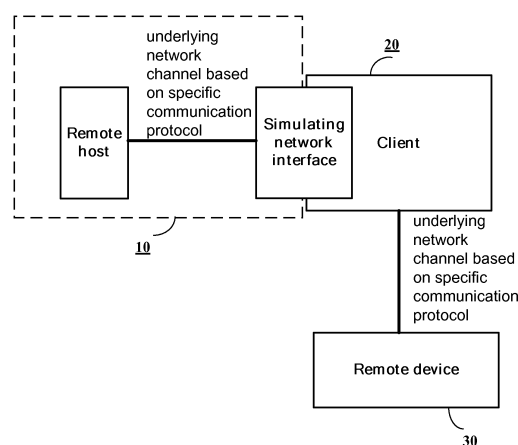 underlying
network
channel based
on specific
communication
protocol
20
Remote
host
Simulating
network
interface
Client
10
underlying
network
channel based
on specific
communication
protocol
Remote device
30